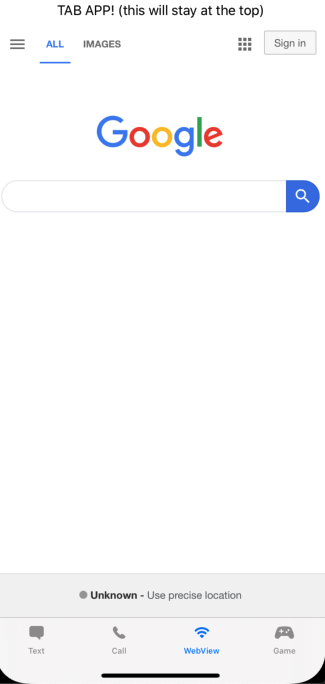 TAB APP! (this will stay at the top)
ALL IMAGES Sign in
Google
Unknown - Use precise location
Text Call WebView Game